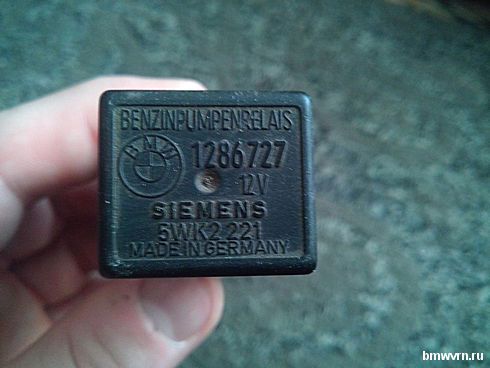 BENZINPUMPENRELAIS
BMW
1286727
12V
SIEMENS
5WK2 221
MADE IN GERMANY
bmwvrn.ru